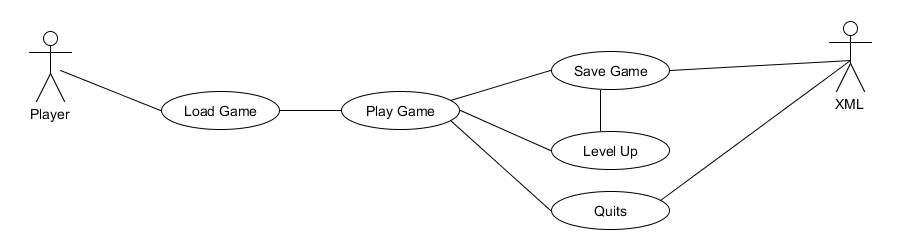 Player
Load Game
Play Game
Save Game
Level Up
Quits
XML